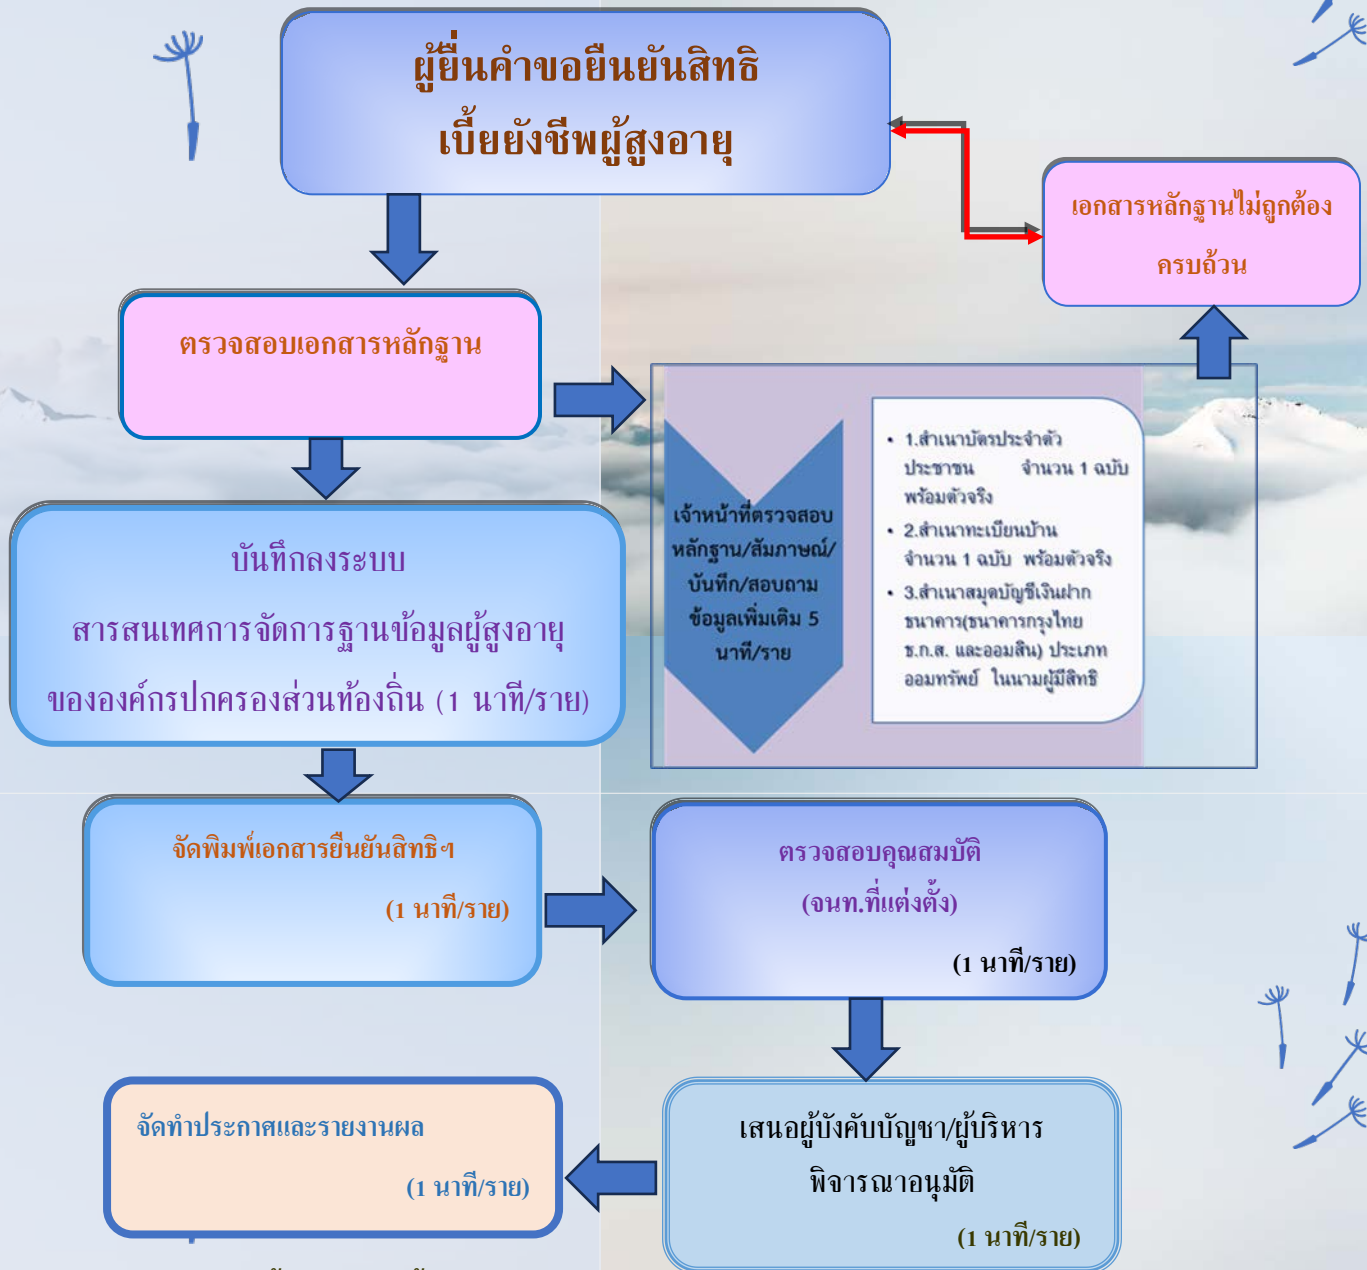 ผู้ยื่นคำขอยืนยันสิทธิ
เบี้ยยังชีพผู้สูงอายุ
เอกสารหลักฐานไม่ถูกต้อง
ครบถ้วน
ตรวจสอบเอกสารหลักฐาน
เจ้าหน้าที่ตรวจสอบ
หลักฐาน/สัมภาษณ์/
บันทึก/สอบถาม
ข้อมูลเพิ่มเติม 5
นาที/ราย
• 1.สำเนาบัตรประจำตัว
ประชาชน จำนวน 1 ฉบับ
พร้อมตัวจริง
• 2.สำเนาทะเบียนบ้าน
จำนวน 1 ฉบับ พร้อมตัวจริง
• 3.สำเนาสมุดบัญชีเงินฝาก
ธนาคาร(ธนาคารกรุงไทย
ธ.ก.ส. และออมสิน) ประเภท
ออมทรัพย์ ในนามผู้มีสิทธิ
บันทึกลงระบบ
สารสนเทศการจัดการฐานข้อมูลผู้สูงอายุ
ขององค์กรปกครองส่วนท้องถิ่น (1 นาที/ราย)
จัดพิมพ์เอกสารยืนยันสิทธิฯ
(1 นาที/ราย)
ตรวจสอบคุณสมบัติ
(จนท.ที่แต่งตั้ง)
(1 นาที/ราย)
เสนอผู้บังคับบัญชา/ผู้บริหาร
พิจารณาอนุมัติ
(1 นาที/ราย)
จัดทำประกาศและรายงานผล
(1 นาที/ราย)